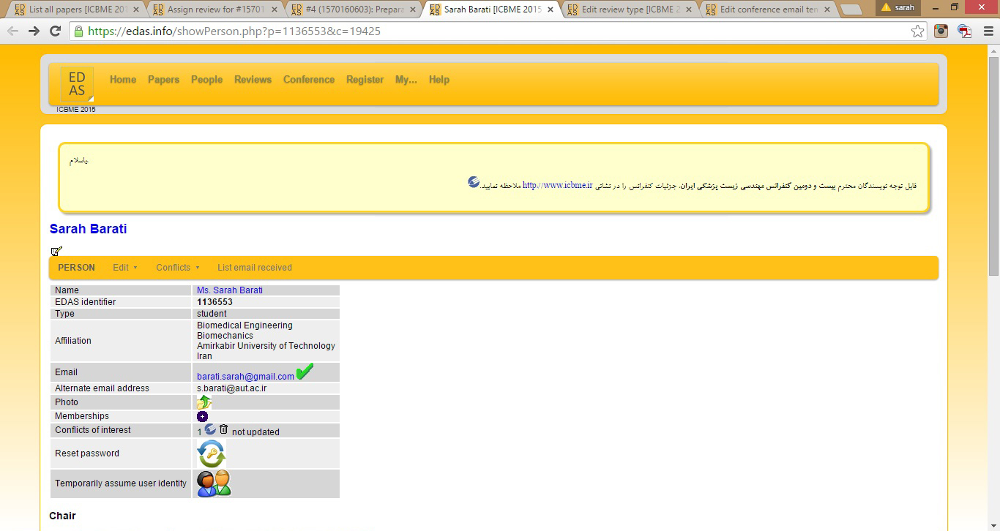 List all papers [ICBME 201
Assign review for #15701
#4 (1570160603): Prepara
Sarah Barati [ICBME 2015
Edit review type [ICBME 2
Edit conference email tem
sarah
https://edas.info/showPerson.php?p=1136553&c=19425
ED
AS
Home Papers People Reviews Conference Register My... Help
ICBME 2015
باسلام.
قابل توجه نویسندگان محترم بیست و دومین کنفرانس مهندسی زیست پزشکی ایران، جزئیات کنفرانس را در نشانی http://www.icbme.ir ملاحظه نمایید.
Sarah Barati
PERSON Edit Conflicts List email received
Name Ms. Sarah Barati
EDAS identifier 1136553
Type student
Affiliation Biomedical Engineering
Biomechanics
Amirkabir University of Technology
Iran
Email barati.sarah@gmail.com
Alternate email address s.barati@aut.ac.ir
Photo
Memberships
Conflicts of interest 1 not updated
Reset password
Temporarily assume user identity
Chair